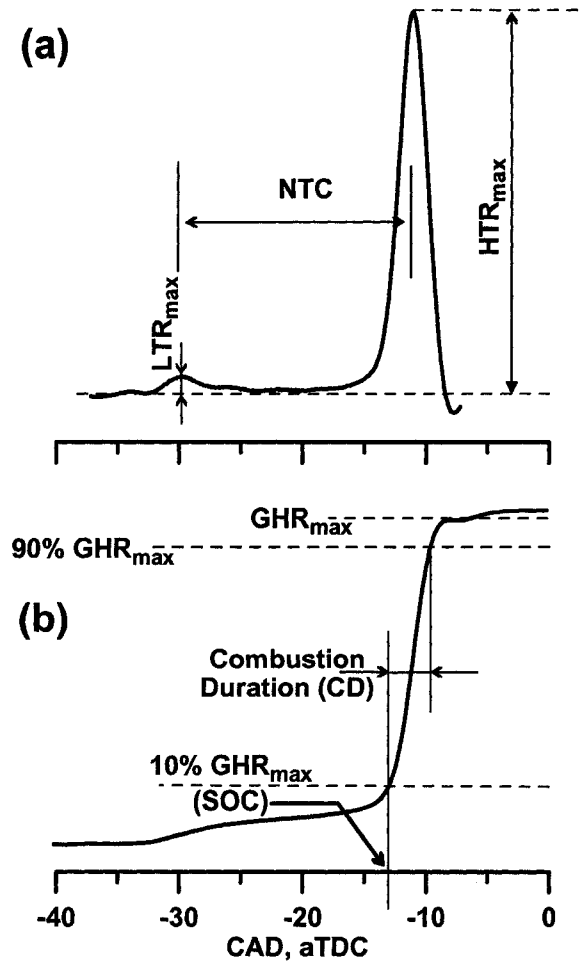 (a)
NTC
LTRmax
HTRmax
GHRmax
90% GHRmax
(b)
Combustion
Duration (CD)
10% GHRmax
(SOC)
-40 -30 -20 -10 0
CAD, aTDC